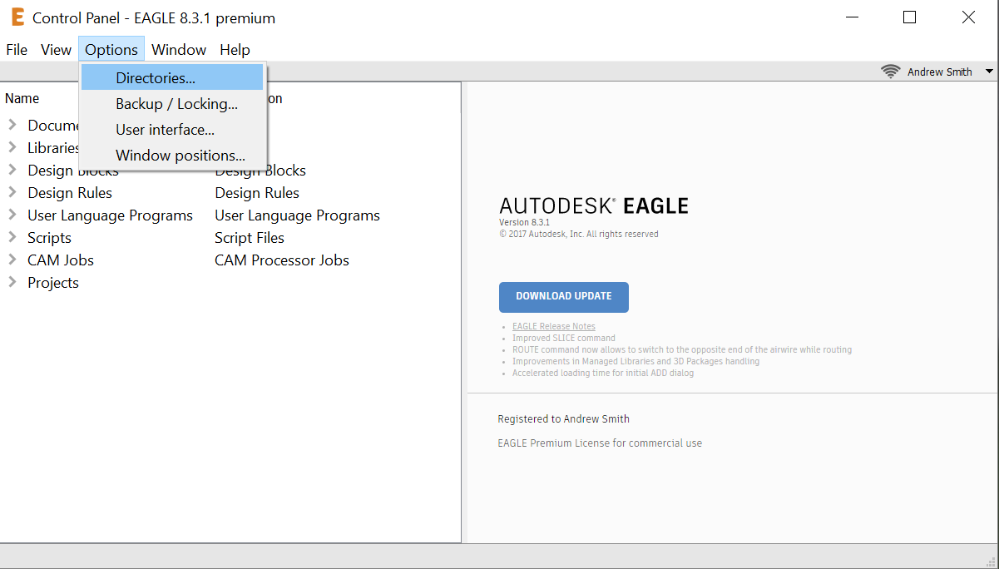 E Control Panel - EAGLE 8.3.1 premium
File View Options Window Help
Andrew Smith
Directories...
Backup / Locking...
User interface...
Window positions...
Name
Libraries
Design Blocks Design Blocks
Design Rules Design Rules
User Language Programs User Language Programs
Scripts Script Files
CAM Jobs CAM Processor Jobs
Projects
AUTODESK® EAGLE
Version 8.3.1
© 2017 Autodesk, Inc. All rights reserved
DOWNLOAD UPDATE
• EAGLE Release Notes
• Improved SLICE command
• ROUTE command now allows to switch to the opposite end of the airwire while routing
• Improvements in Managed Libraries and 3D Packages handling
• Accelerated loading time for initial ADD dialog
Registered to Andrew Smith
EAGLE Premium License for commercial use